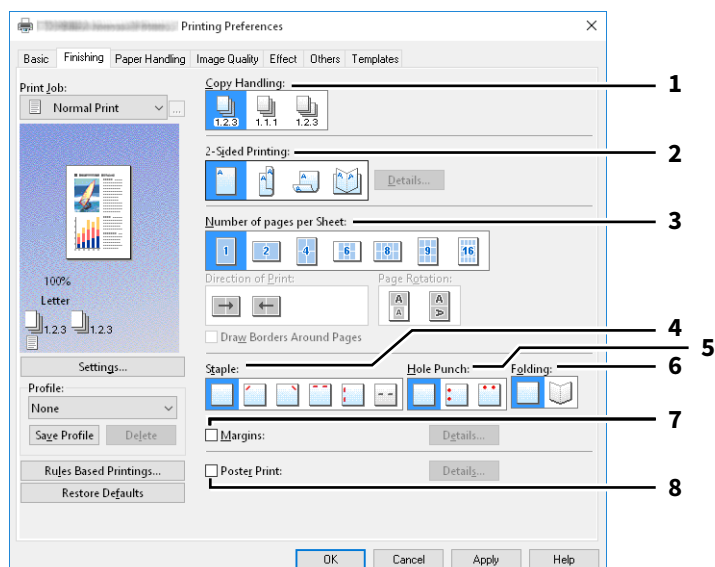 Printing Preferences
Basic Finishing Paper Handling Image Quality Effect Others Templates
Print Job:
Normal Print
...
100%
Letter
1.2.3 1.2.3
Settings...
Profile:
None
Save Profile Delete
Rules Based Printings...
Restore Defaults
Copy Handling: 1
1.2.3 1.1.1 1.2.3
2-Sided Printing: 2
A A A A A
Details...
Number of pages per Sheet: 3
1 2 4 6 8 9 16
Direction of Print: Page Rotation:
A A A A
Draw Borders Around Pages
Staple: 4 Hole Punch: 5 Folding: 6
Margins: Details... 7
Poster Print: Details... 8
OK Cancel Apply Help